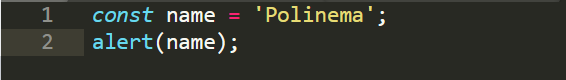 1 const name = 'Polinema';
2 alert(name);